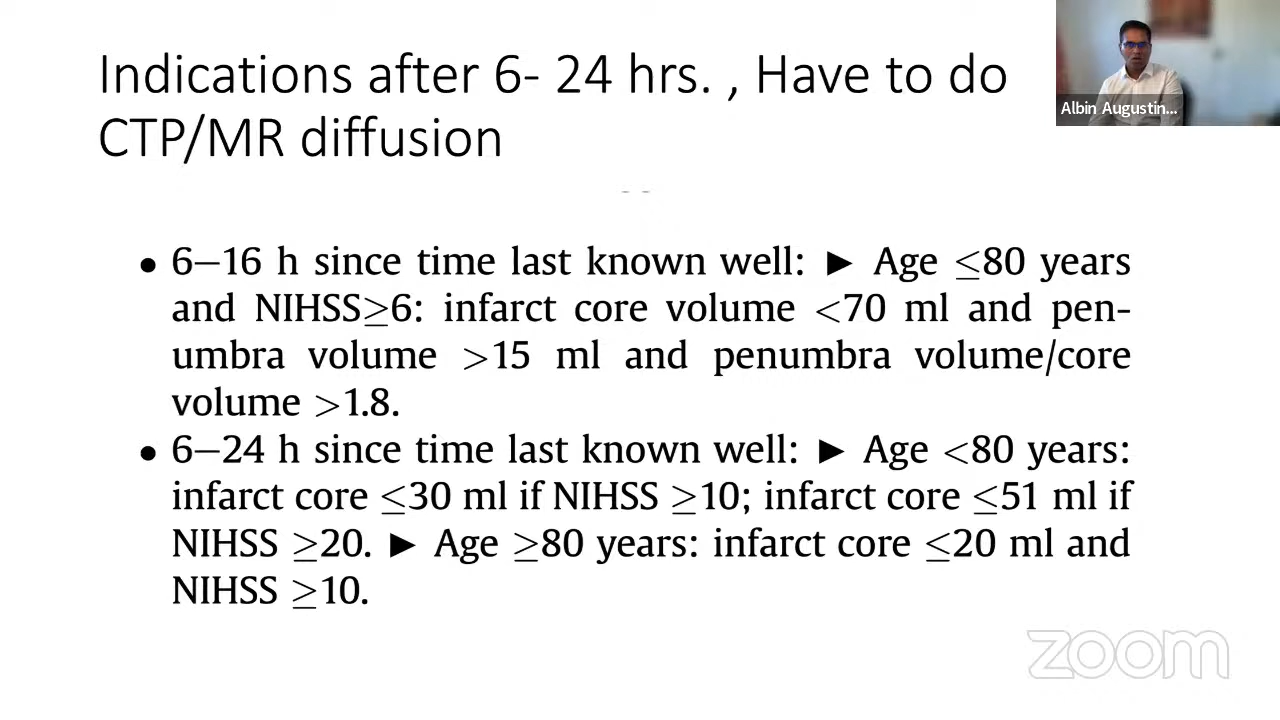 Indications after 6- 24 hrs. , Have to do
CTP/MR diffusion
Albin Augustin...
• 6–16 h since time last known well: ► Age ≤80 years
and NIHSS≥6: infarct core volume <70 ml and pen-
umbra volume >15 ml and penumbra volume/core
volume >1.8.
• 6–24 h since time last known well: ► Age <80 years:
infarct core ≤30 ml if NIHSS ≥10; infarct core ≤51 ml if
NIHSS ≥20. ► Age ≥80 years: infarct core ≤20 ml and
NIHSS ≥10.
zoom